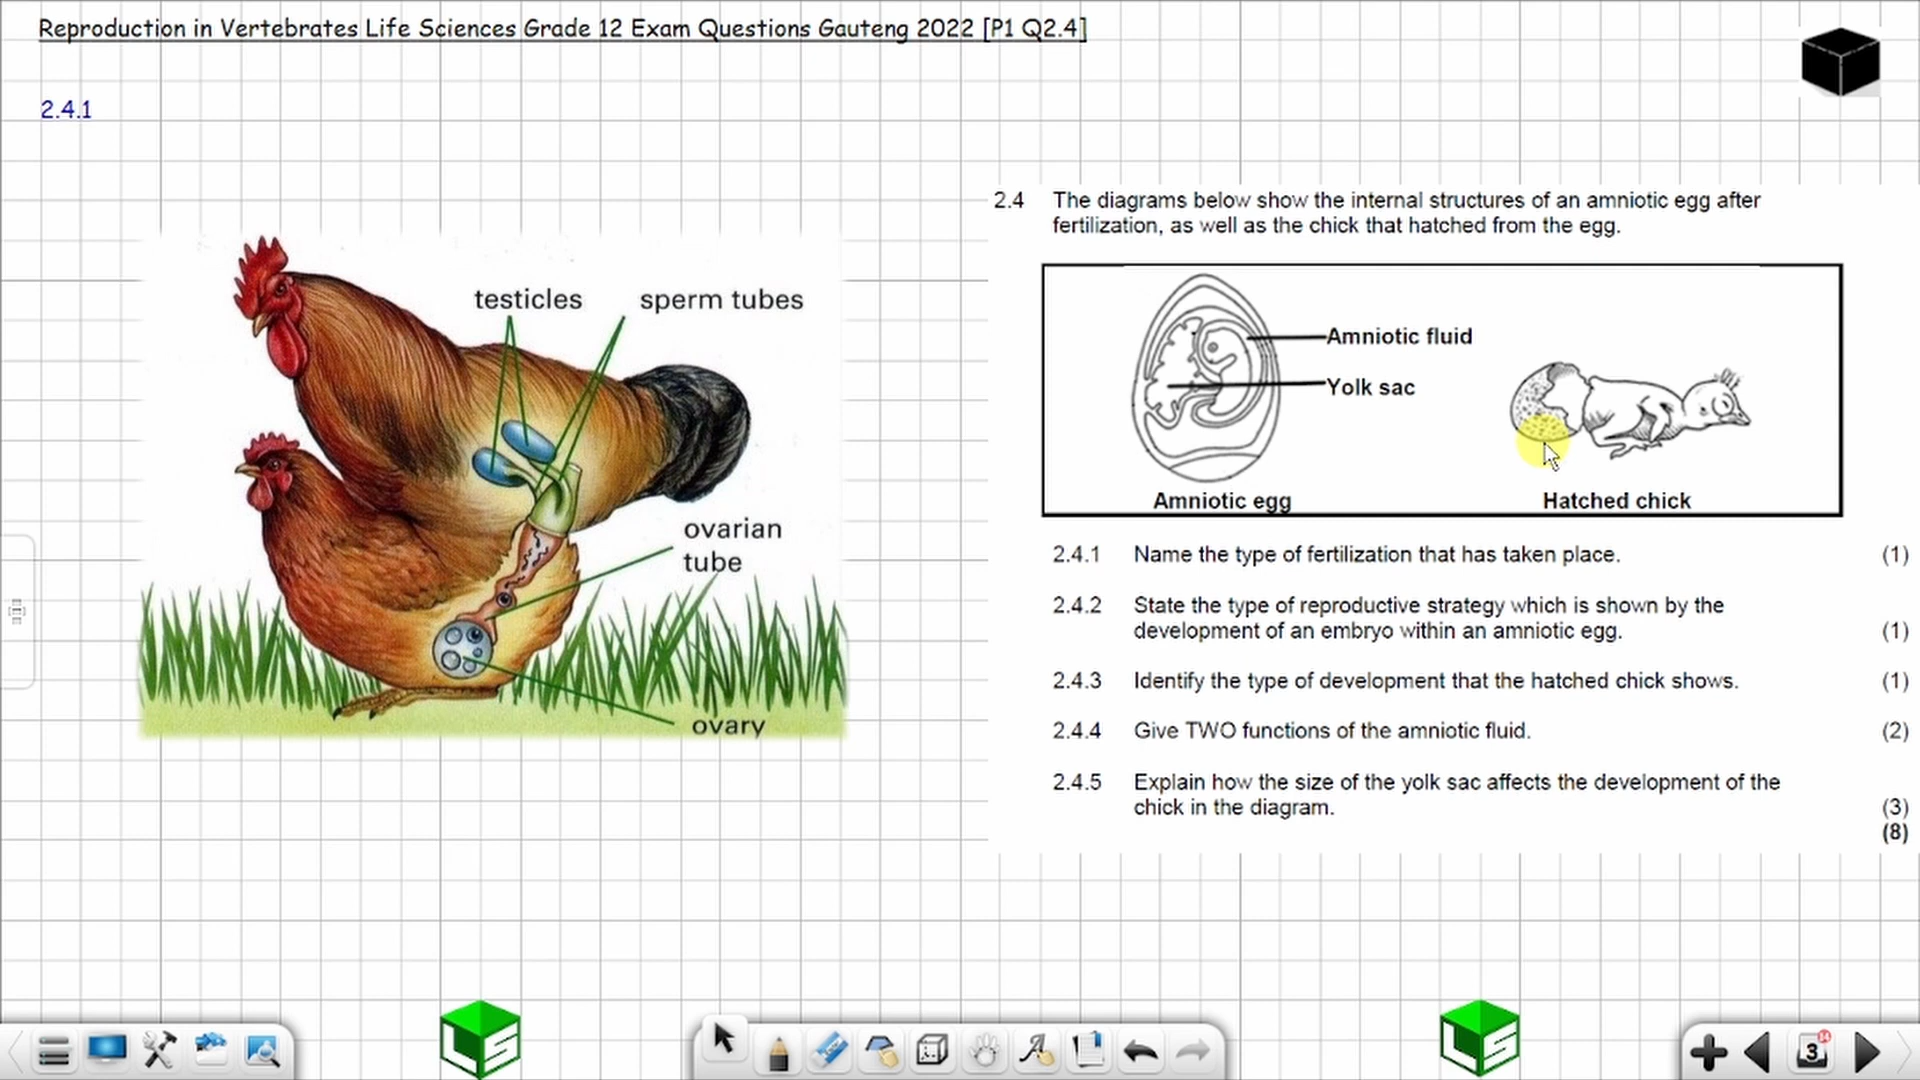 Reproduction in Vertebrates Life Sciences Grade 12 Exam Questions Gauteng 2022 [P1 Q2.4]
2.4.1
testicles
sperm tubes
ovarian
tube
ovary
2.4 The diagrams below show the internal structures of an amniotic egg after
fertilization, as well as the chick that hatched from the egg.
Amniotic fluid
Yolk sac
Amniotic egg
Hatched chick
2.4.1 Name the type of fertilization that has taken place. (1)
2.4.2 State the type of reproductive strategy which is shown by the
development of an embryo within an amniotic egg. (1)
2.4.3 Identify the type of development that the hatched chick shows. (1)
2.4.4 Give TWO functions of the amniotic fluid. (2)
2.4.5 Explain how the size of the yolk sac affects the development of the
chick in the diagram. (3)
(8)
LS
LS
3
14